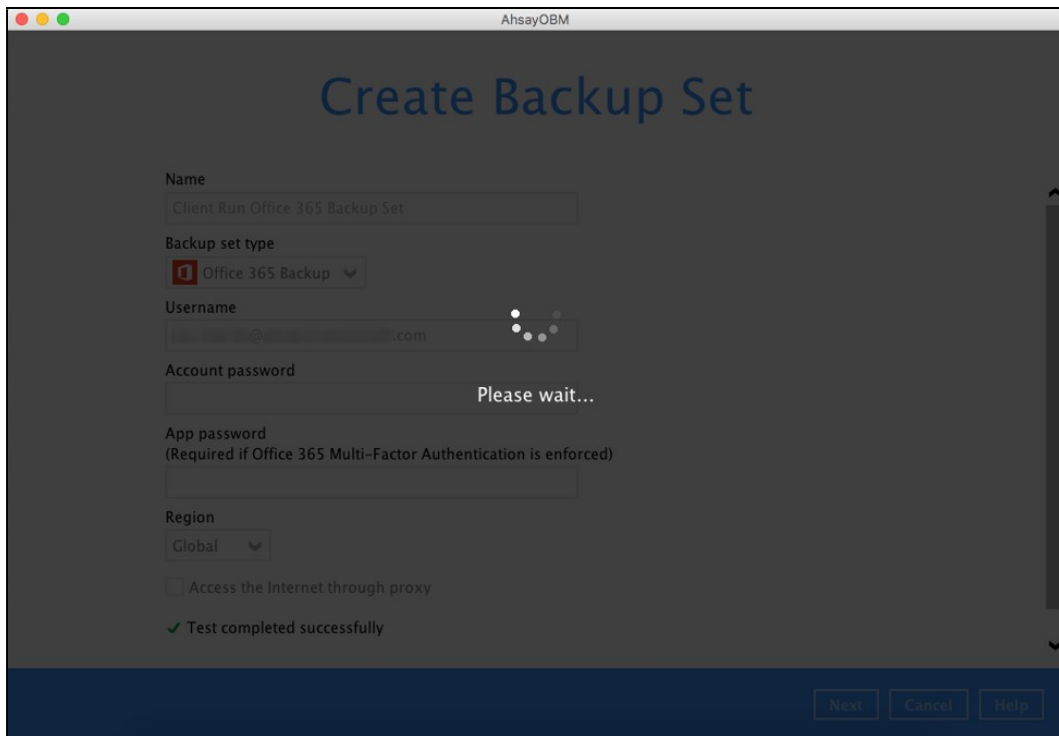 AhsayOBM
Create Backup Set
Name
Client Run Office 365 Backup Set
Backup set type
Office 365 Backup
Username
.com
Account password
Please wait...
App password
(Required if Office 365 Multi-Factor Authentication is enforced)
Region
Global
Access the Internet through proxy
Test completed successfully
Next Cancel Help